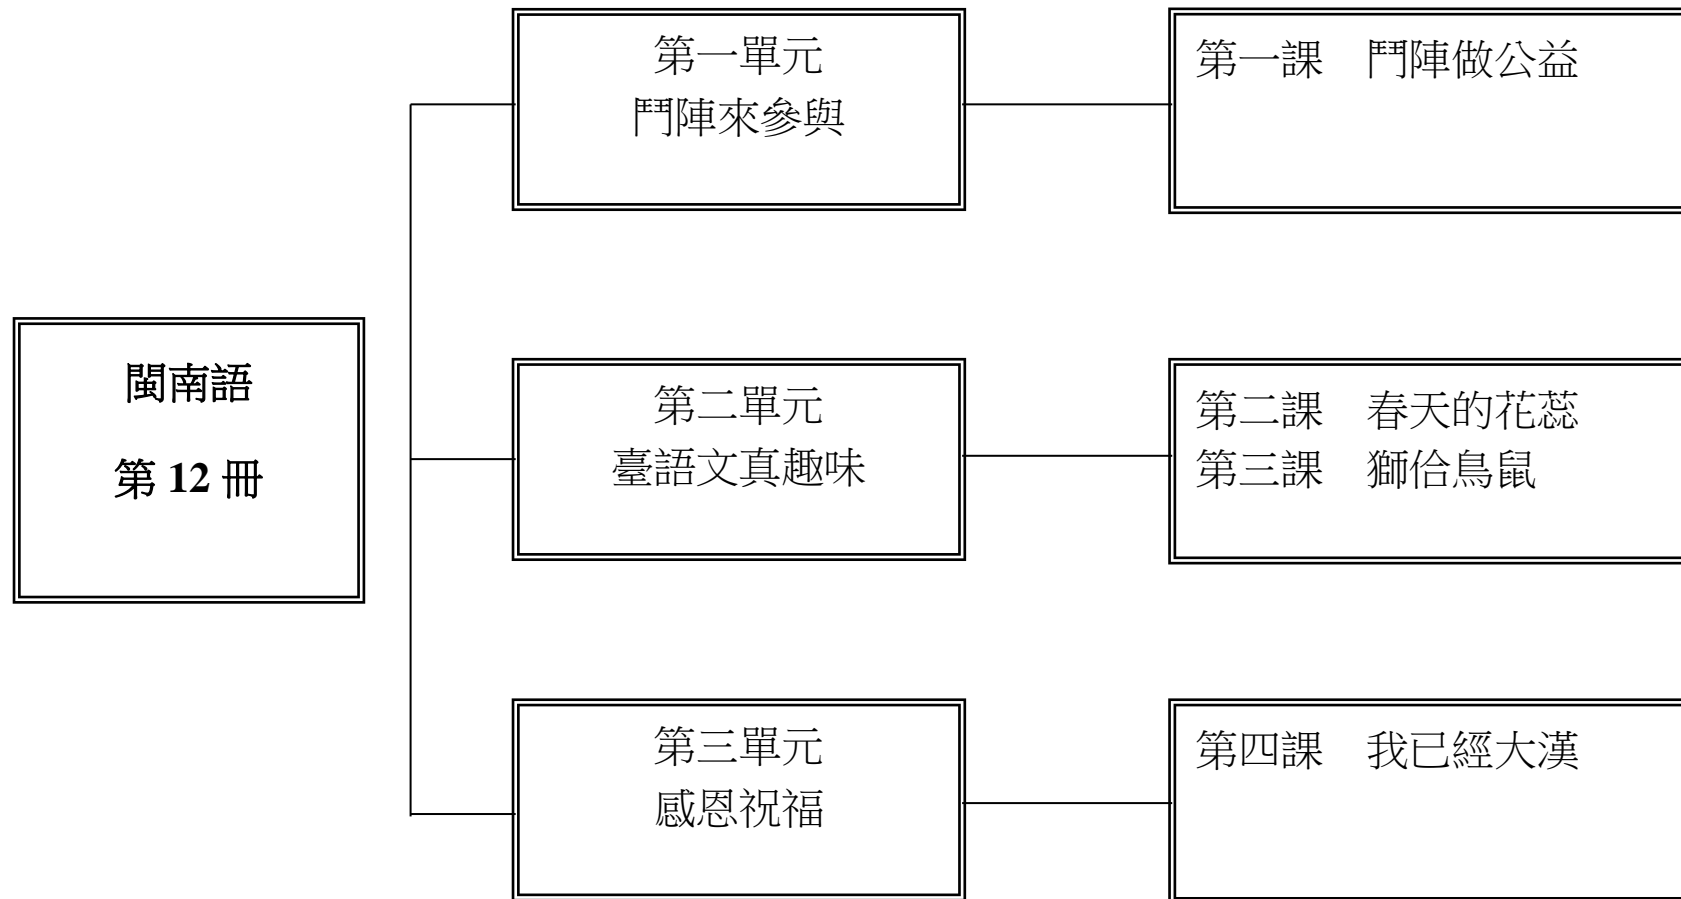 閩南語
第 12 冊
第一單元
鬥陣來參與
第一課　鬥陣做公益
第二單元
臺語文真趣味
第二課　春天的花蕊
第三課　獅佮鳥鼠
第三單元
感恩祝福
第四課　我已經大漢